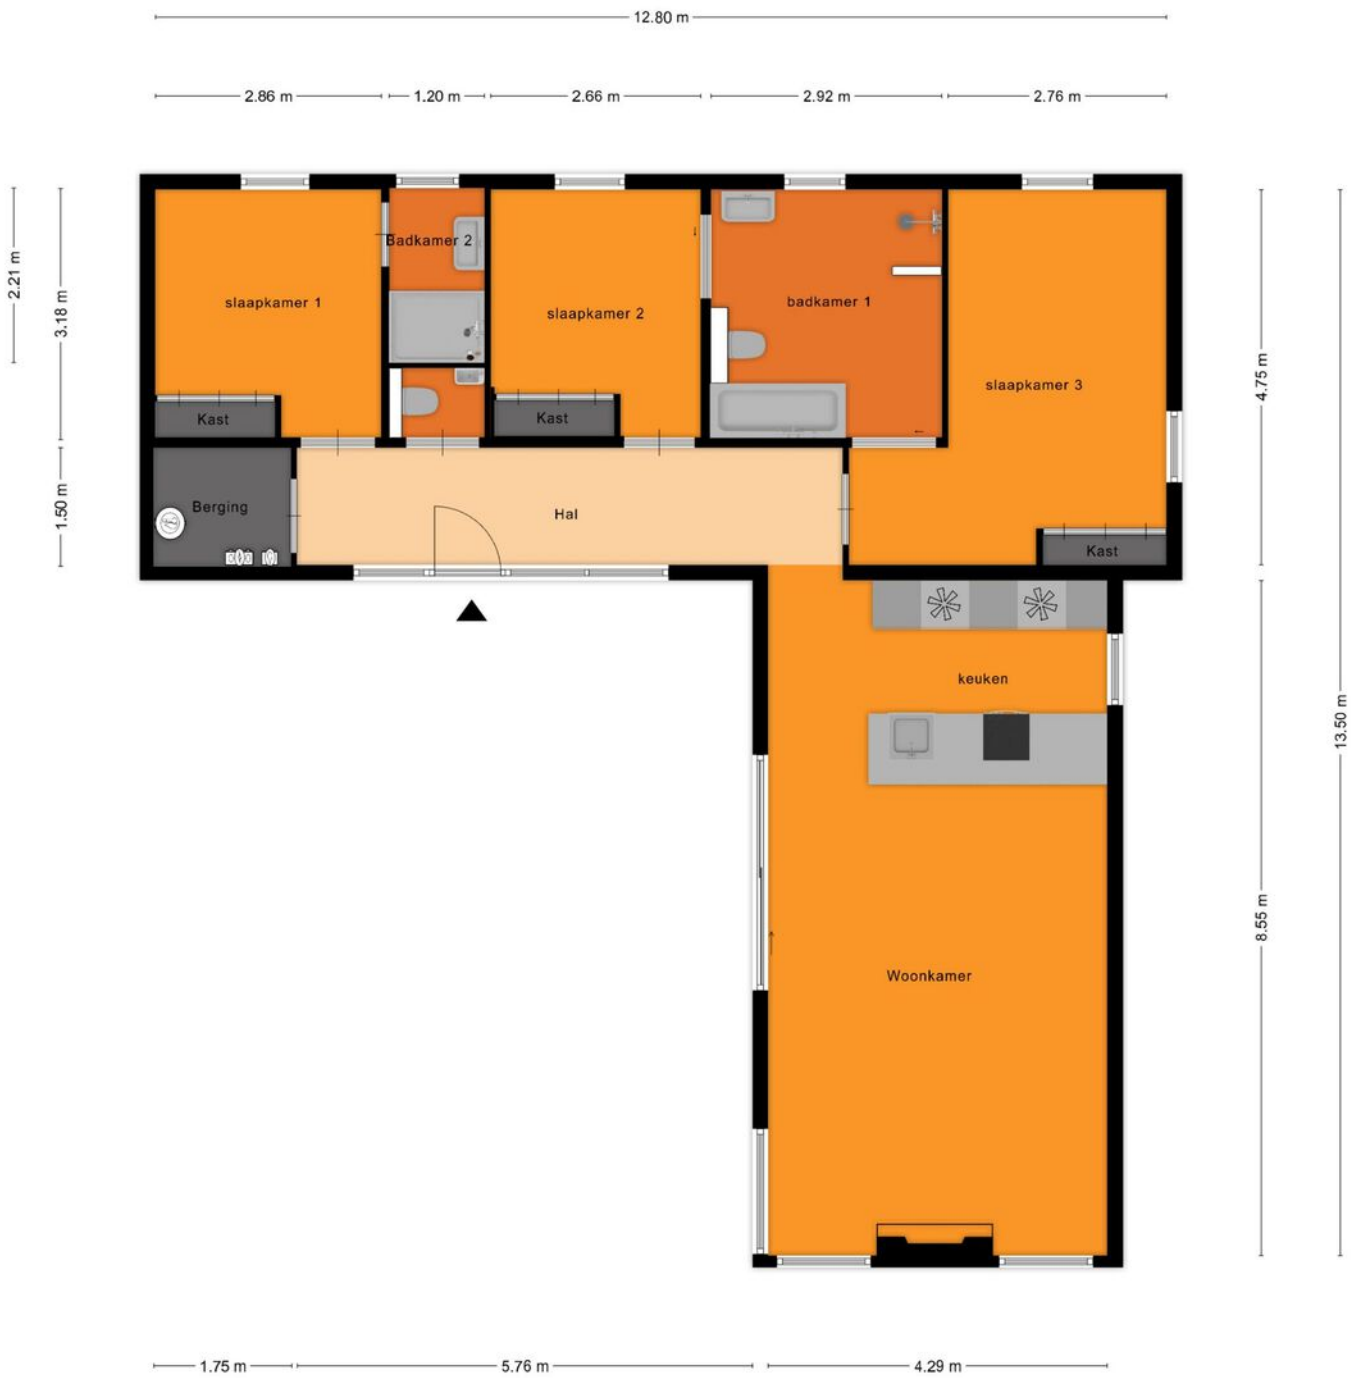 12.80 m
2.86 m
1.20 m
2.66 m
2.92 m
2.76 m
2.21 m
3.18 m
Badkamer 2
slaapkamer 1
slaapkamer 2
badkamer 1
slaapkamer 3
4.75 m
Kast
Kast
1.50 m
Berging
Hal
Kast
keuken
13.50 m
8.55 m
Woonkamer
1.75 m
5.76 m
4.29 m